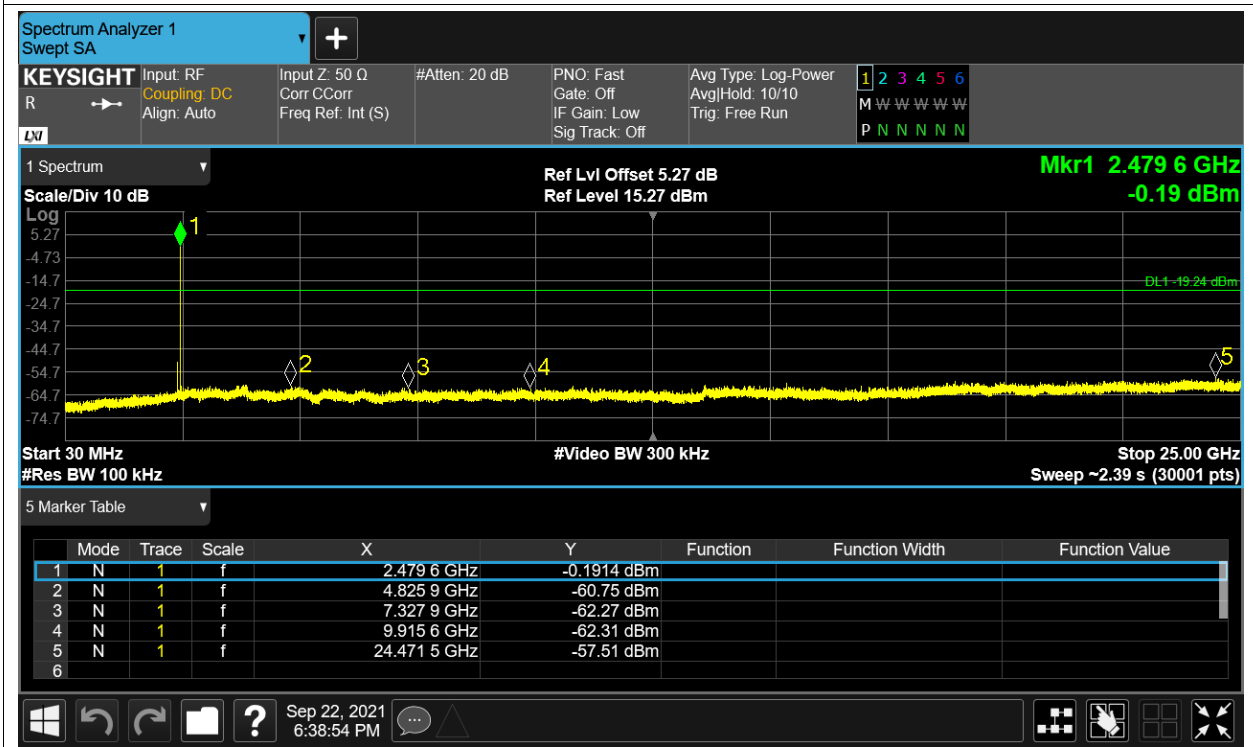 Spectrum Analyzer 1
Swept SA
KEYSIGHT Input: RF Input Z: 50 Ω #Atten: 20 dB PNO: Fast Avg Type: Log-Power 1 2 3 4 5 6
R Coupling: DC Corr CCorr Gate: Off Avg|Hold: 10/10 M W W W W W
Align: Auto Freq Ref: Int (S) IF Gain: Low Trig: Free Run
LXI Sig Track: Off P N N N N N
1 Spectrum Ref Lvl Offset 5.27 dB Mkr1 2.479 6 GHz
Scale/Div 10 dB Ref Level 15.27 dBm -0.19 dBm
Log
1
5.27
-4.73
-14.7
DL1 -19.24 dBm
-24.7
-34.7
-44.7
2 3 4 5
-54.7
-64.7
-74.7
Start 30 MHz #Video BW 300 kHz Stop 25.00 GHz
#Res BW 100 kHz Sweep ~2.39 s (30001 pts)
5 Marker Table
Mode Trace Scale X Y Function Function Width Function Value
1 N 1 f 2.479 6 GHz -0.1914 dBm
2 N 1 f 4.825 9 GHz -60.75 dBm
3 N 1 f 7.327 9 GHz -62.27 dBm
4 N 1 f 9.915 6 GHz -62.31 dBm
5 N 1 f 24.471 5 GHz -57.51 dBm
6
? Sep 22, 2021
6:38:54 PM